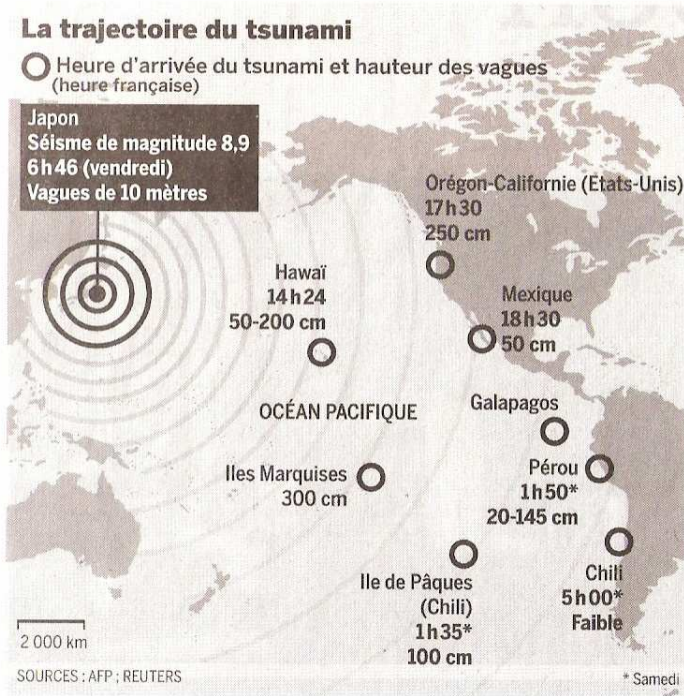 La trajectoire du tsunami
Heure d'arrivée du tsunami et hauteur des vagues
(heure française)
Japon
Séisme de magnitude 8,9
6h46 (vendredi)
Vagues de 10 mètres
Orégon-Californie (Etats-Unis)
17h30
250 cm
Hawaï
14h24
50-200 cm
Mexique
18h30
50 cm
OCÉAN PACIFIQUE
Galapagos
Iles Marquises
300 cm
Pérou
1h50*
20-145 cm
Ile de Pâques
(Chili)
1h35*
100 cm
Chili
5h00*
Faible
2 000 km
SOURCES : AFP ; REUTERS
* Samedi